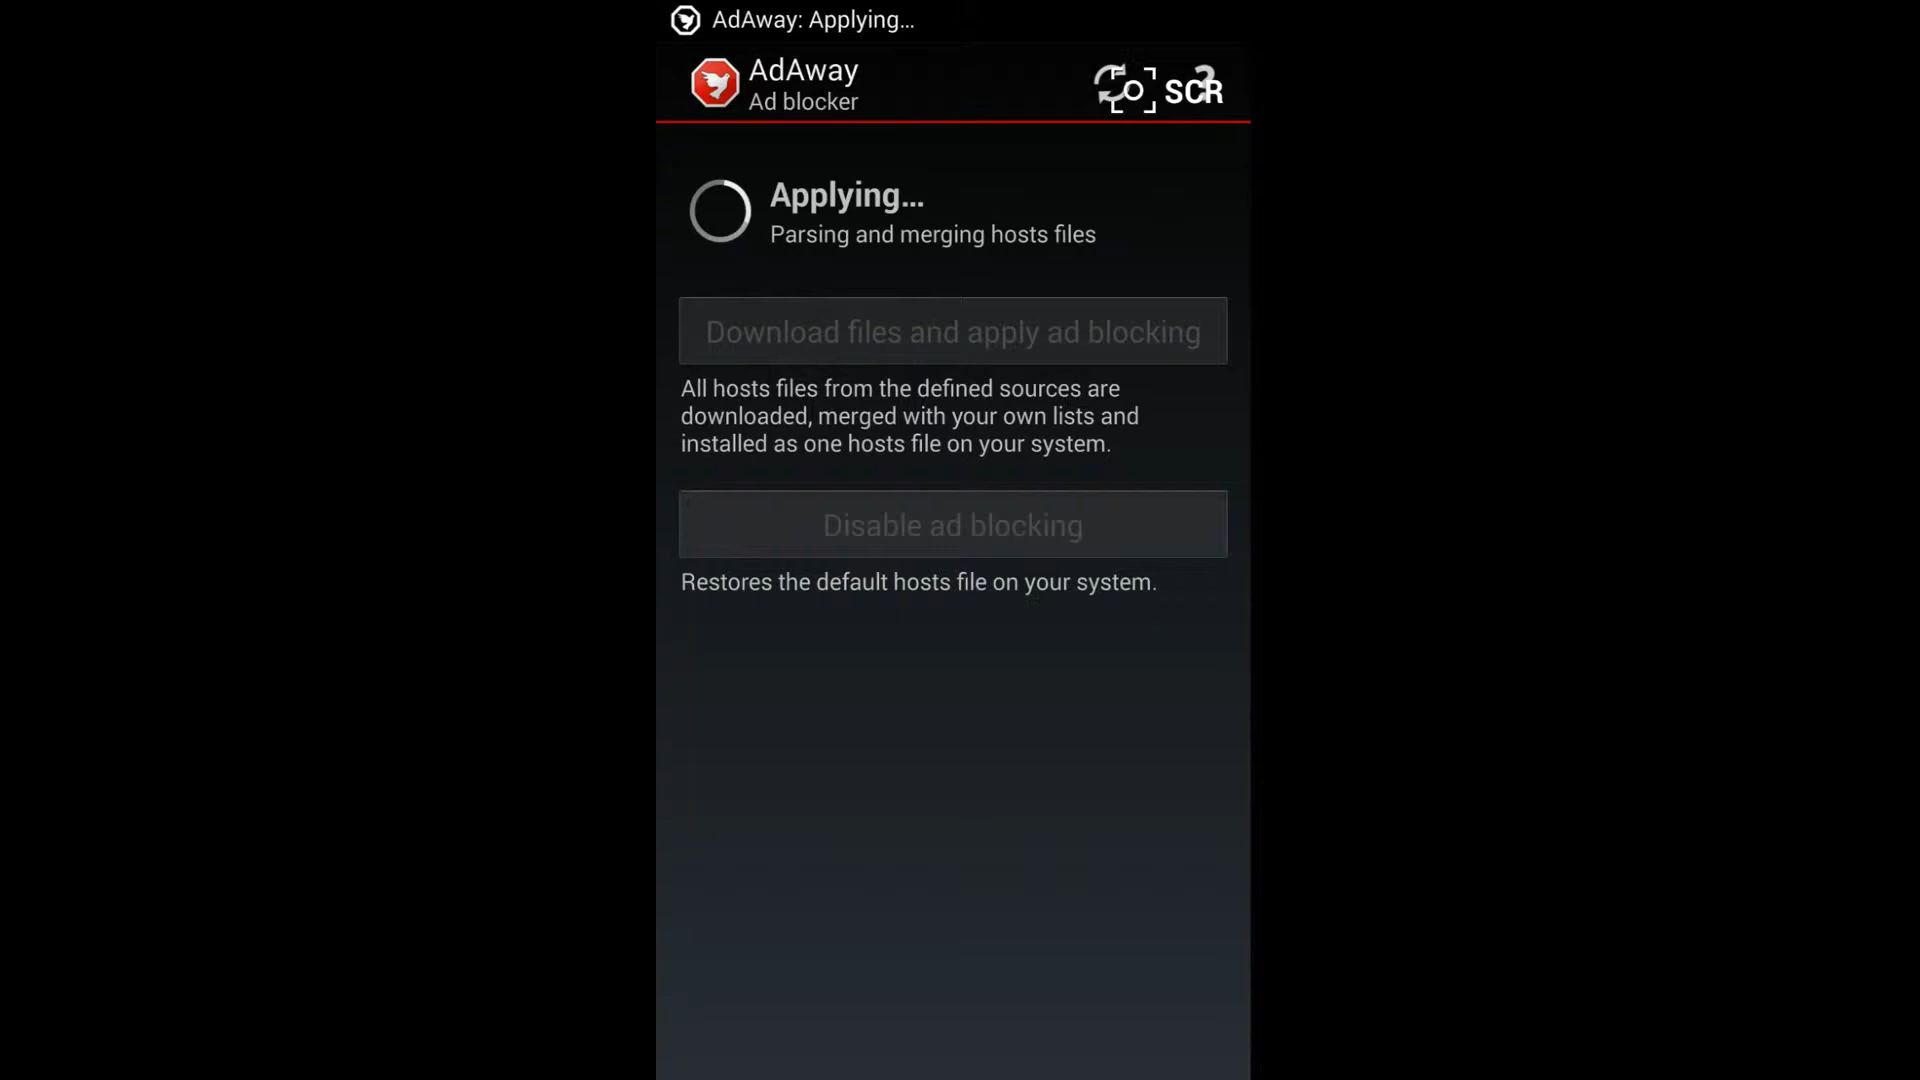 AdAway: Applying...
AdAway
Ad blocker
SCR
Applying...
Parsing and merging hosts files
Download files and apply ad blocking
All hosts files from the defined sources are
downloaded, merged with your own lists and
installed as one hosts file on your system.
Disable ad blocking
Restores the default hosts file on your system.